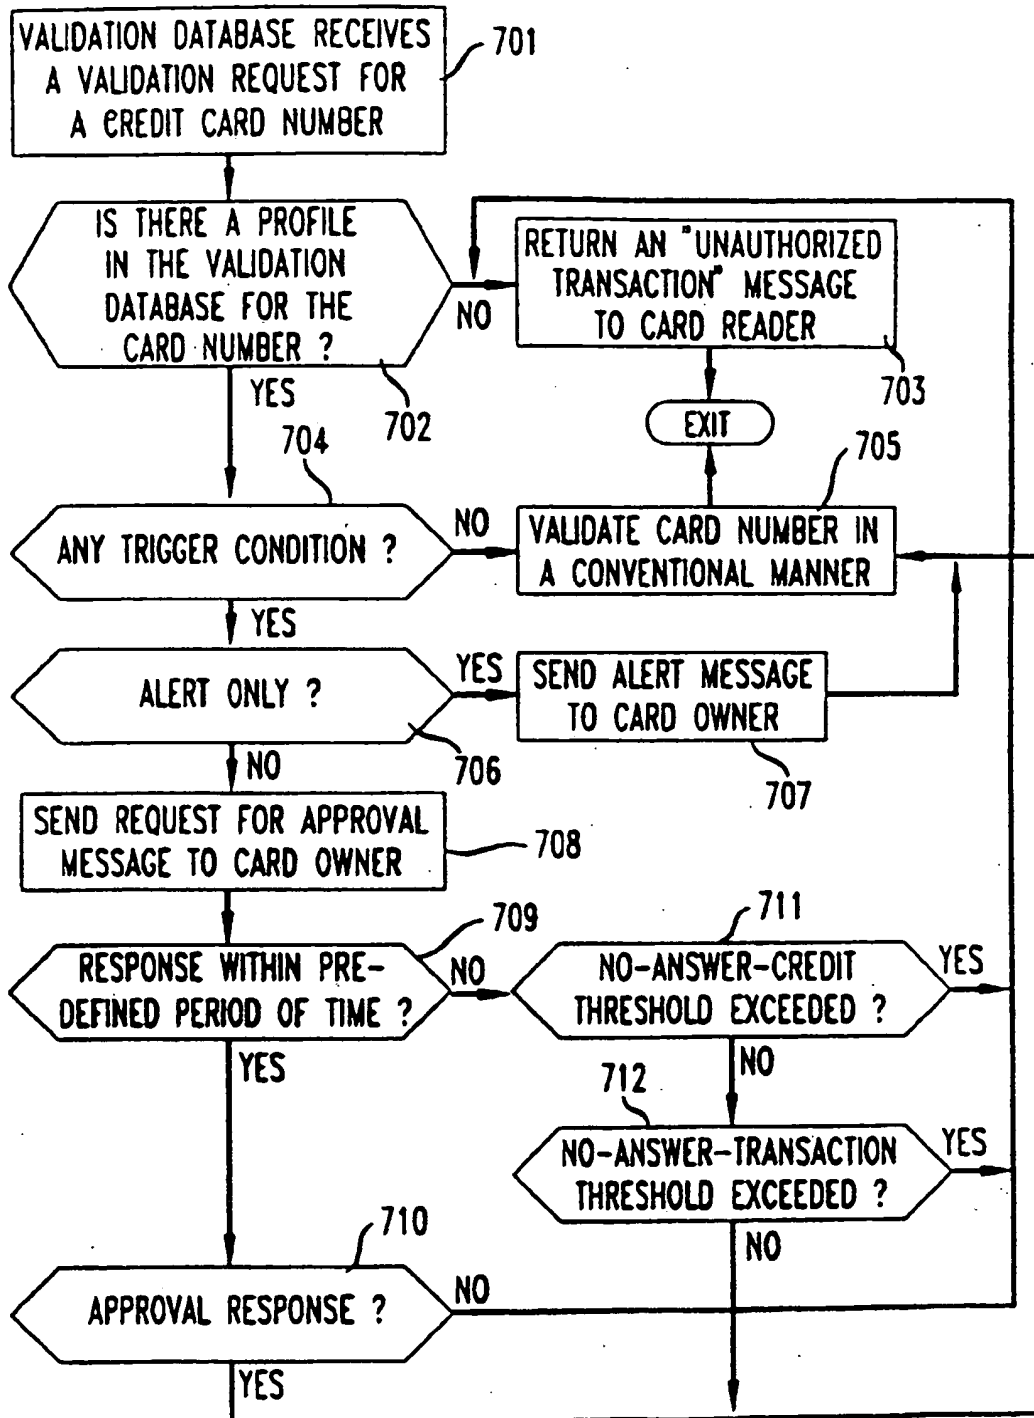 VALIDATION DATABASE RECEIVES
A VALIDATION REQUEST FOR
A CREDIT CARD NUMBER
701
IS THERE A PROFILE
IN THE VALIDATION
DATABASE FOR THE
CARD NUMBER ?
NO
YES
702
RETURN AN "UNAUTHORIZED
TRANSACTION" MESSAGE
TO CARD READER
703
EXIT
704
ANY TRIGGER CONDITION ?
NO
YES
705
VALIDATE CARD NUMBER IN
A CONVENTIONAL MANNER
ALERT ONLY ?
YES
NO
706
SEND ALERT MESSAGE
TO CARD OWNER
707
SEND REQUEST FOR APPROVAL
MESSAGE TO CARD OWNER
708
709
RESPONSE WITHIN PRE-
DEFINED PERIOD OF TIME ?
NO
YES
711
NO-ANSWER-CREDIT
THRESHOLD EXCEEDED ?
YES
NO
712
NO-ANSWER-TRANSACTION
THRESHOLD EXCEEDED ?
YES
NO
710
APPROVAL RESPONSE ?
NO
YES